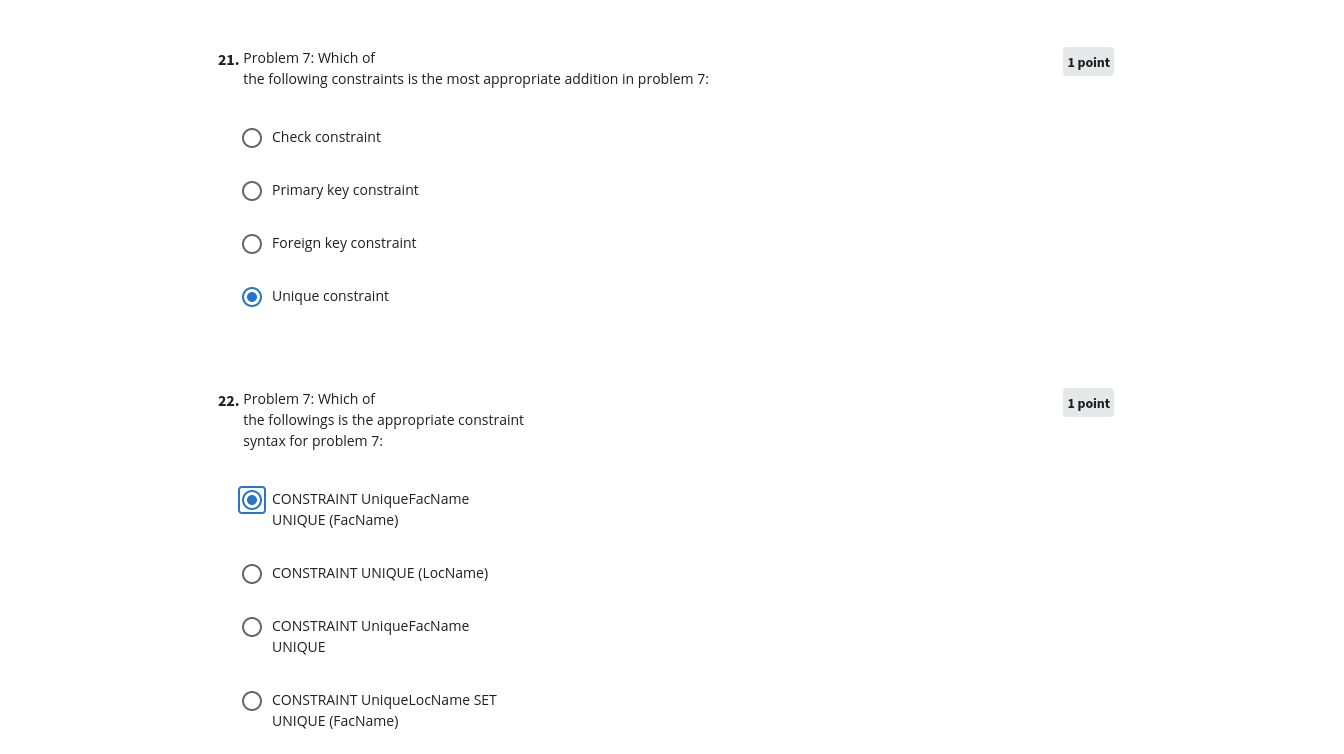 21. Problem 7: Which of
the following constraints is the most appropriate addition in problem 7:
1 point
Check constraint
Primary key constraint
Foreign key constraint
Unique constraint
22. Problem 7: Which of
the followings is the appropriate constraint
syntax for problem 7:
1 point
CONSTRAINT UniqueFacName
UNIQUE (FacName)
CONSTRAINT UNIQUE (LocName)
CONSTRAINT UniqueFacName
UNIQUE
CONSTRAINT UniqueLocName SET
UNIQUE (FacName)